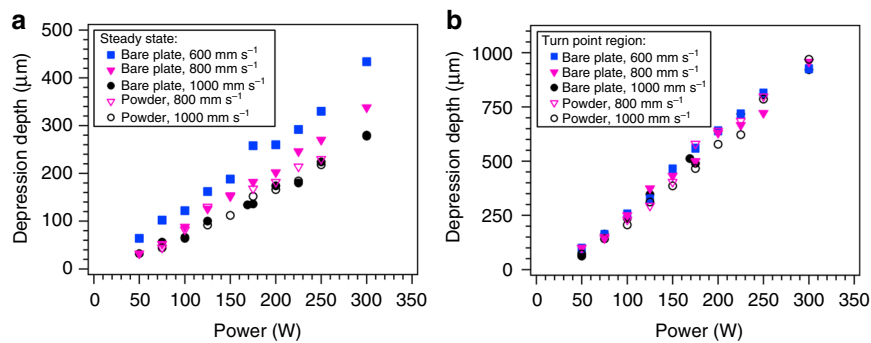 a
500
400
300
200
100
0
Depression depth (μm)
Steady state:
Bare plate, 600 mm s⁻¹
Bare plate, 800 mm s⁻¹
Bare plate, 1000 mm s⁻¹
Powder, 800 mm s⁻¹
Powder, 1000 mm s⁻¹
0 50 100 150 200 250 300 350
Power (W)
b
1000
750
500
250
0
Depression depth (μm)
Turn point region:
Bare plate, 600 mm s⁻¹
Bare plate, 800 mm s⁻¹
Bare plate, 1000 mm s⁻¹
Powder, 800 mm s⁻¹
Powder, 1000 mm s⁻¹
0 50 100 150 200 250 300 350
Power (W)